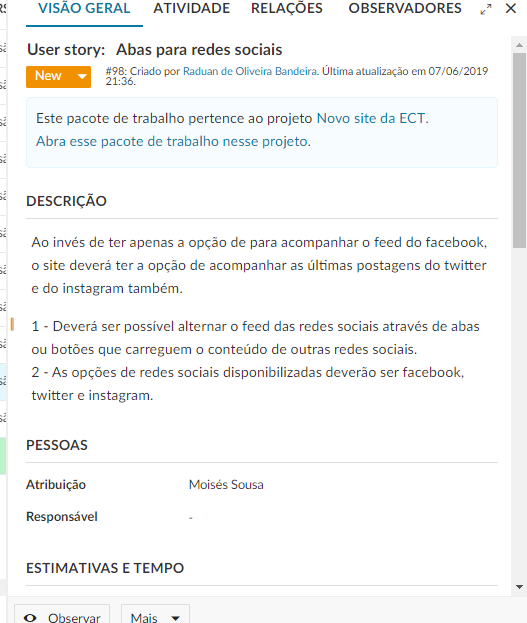 VISÃO GERAL ATIVIDADE RELAÇÕES OBSERVADORES
User story: Abas para redes sociais
New
#98: Criado por Raduan de Oliveira Bandeira. Última atualização em 07/06/2019
21:36.
Este pacote de trabalho pertence ao projeto Novo site da ECT.
Abra esse pacote de trabalho nesse projeto.
DESCRIÇÃO
Ao invés de ter apenas a opção de para acompanhar o feed do facebook,
o site deverá ter a opção de acompanhar as últimas postagens do twitter
e do instagram também.
1 - Deverá ser possível alternar o feed das redes sociais através de abas
ou botões que carreguem o conteúdo de outras redes sociais.
2 - As opções de redes sociais disponibilizadas deverão ser facebook,
twitter e instagram.
PESSOAS
Atribuição Moisés Sousa
Responsável -
ESTIMATIVAS E TEMPO
Observar Mais